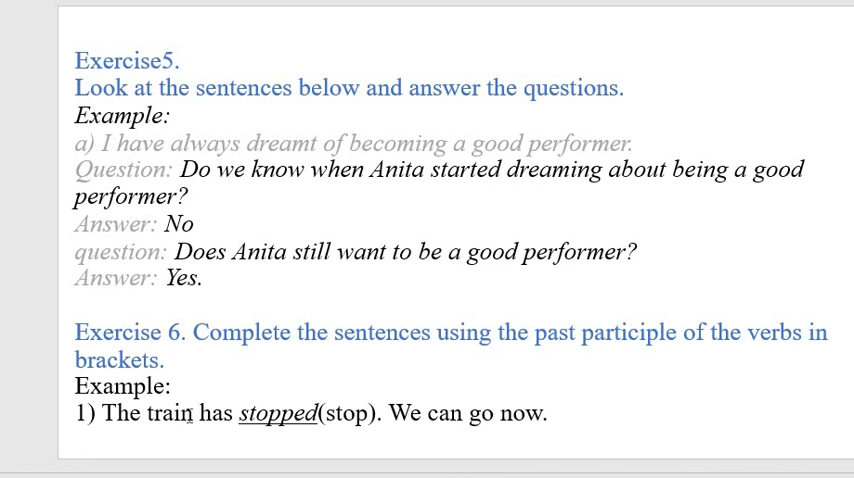 Exercise5.
Look at the sentences below and answer the questions.
Example:
a) I have always dreamt of becoming a good performer.
Question: Do we know when Anita started dreaming about being a good
performer?
Answer: No
question: Does Anita still want to be a good performer?
Answer: Yes.
Exercise 6. Complete the sentences using the past participle of the verbs in
brackets.
Example:
1) The train has stopped(stop). We can go now.